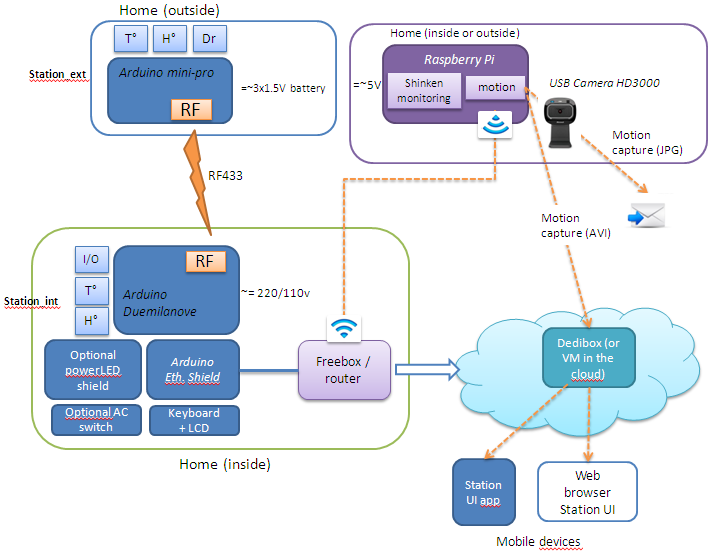 Home (outside)
T°
H°
Dr
Station_ext
Arduino mini-pro
=~3x1.5V battery
RF
RF433
Home (inside or outside)
Raspberry Pi
=~5V
Shinken
monitoring
motion
USB Camera HD3000
Motion
capture (JPG)
Motion
capture (AVI)
I/O
T°
H°
Station_int
RF
Arduino
Duemilanove
~= 220/110v
Optional
powerLED
shield
Arduino
Eth. Shield
Optional AC
switch
Keyboard
+ LCD
Freebox /
router
Home (inside)
Dedibox (or
VM in the
cloud)
Station
UI app
Web
browser
Station UI
Mobile devices